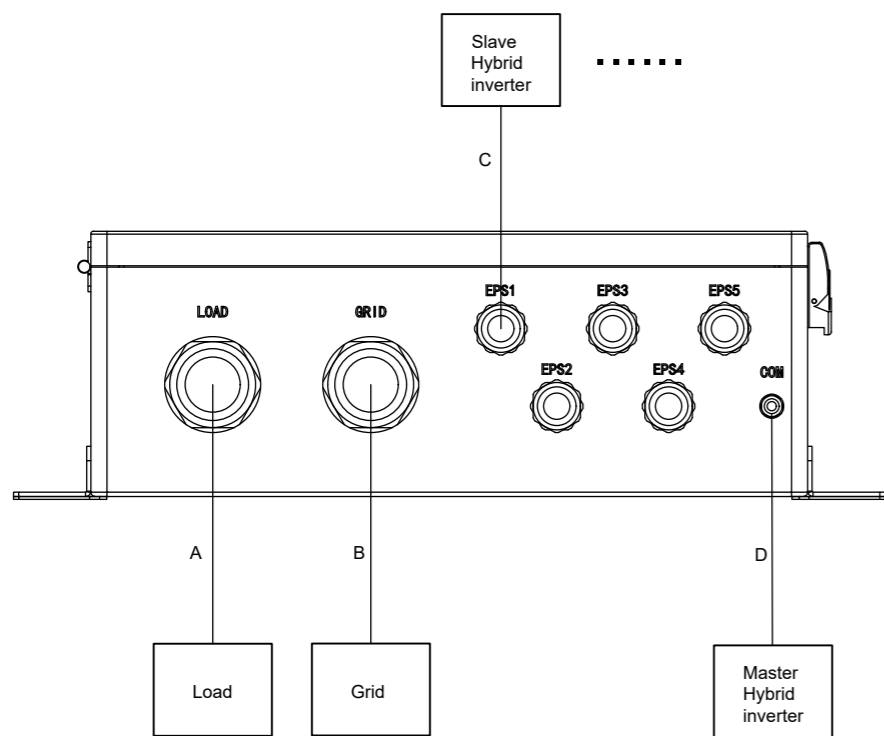 Slave
Hybrid
inverter
......
C
EPS1
EPS3
EPS5
LOAD
GRID
EPS2
EPS4
COM
A
B
D
Load
Grid
Master
Hybrid
inverter